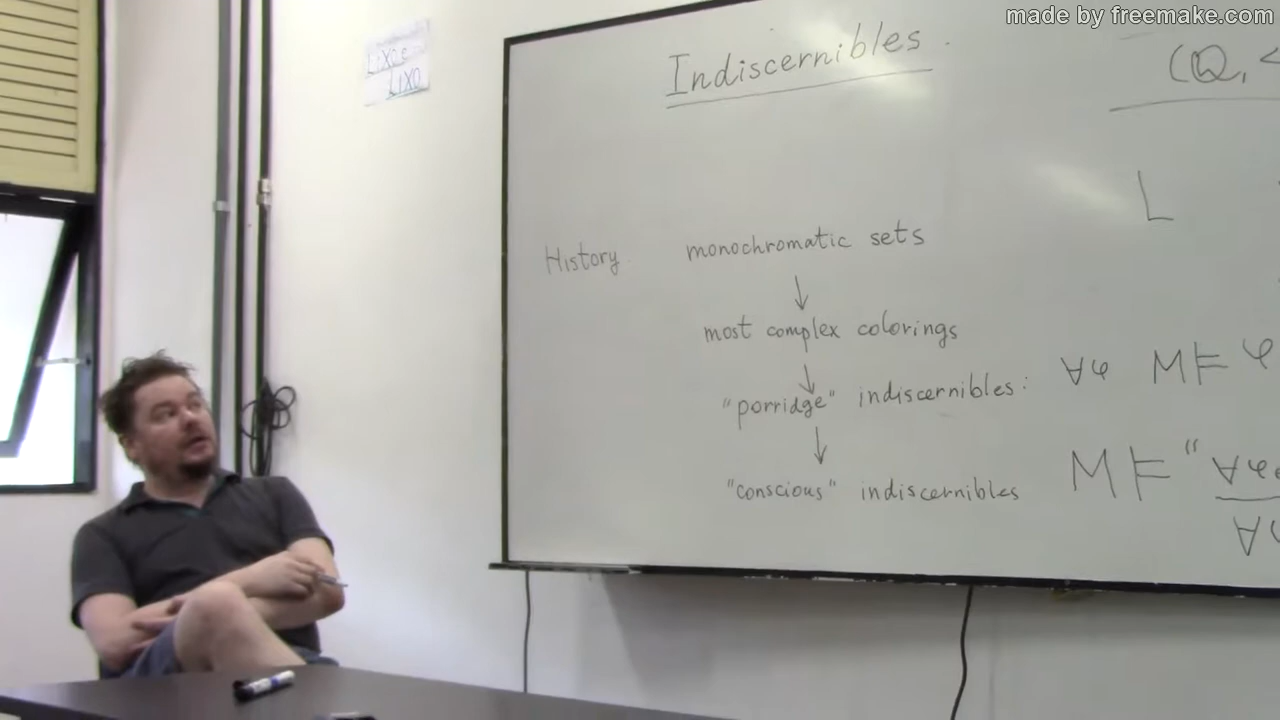 made by freemake.com
LIXO e
LIXO
Indiscernibles.
(Q, <
L
History. monochromatic sets
↓
most complex colorings
↓
"porridge" indiscernibles: ∀φ M ⊨ φ
↓
"conscious" indiscernibles M ⊨ "∀φ
∀